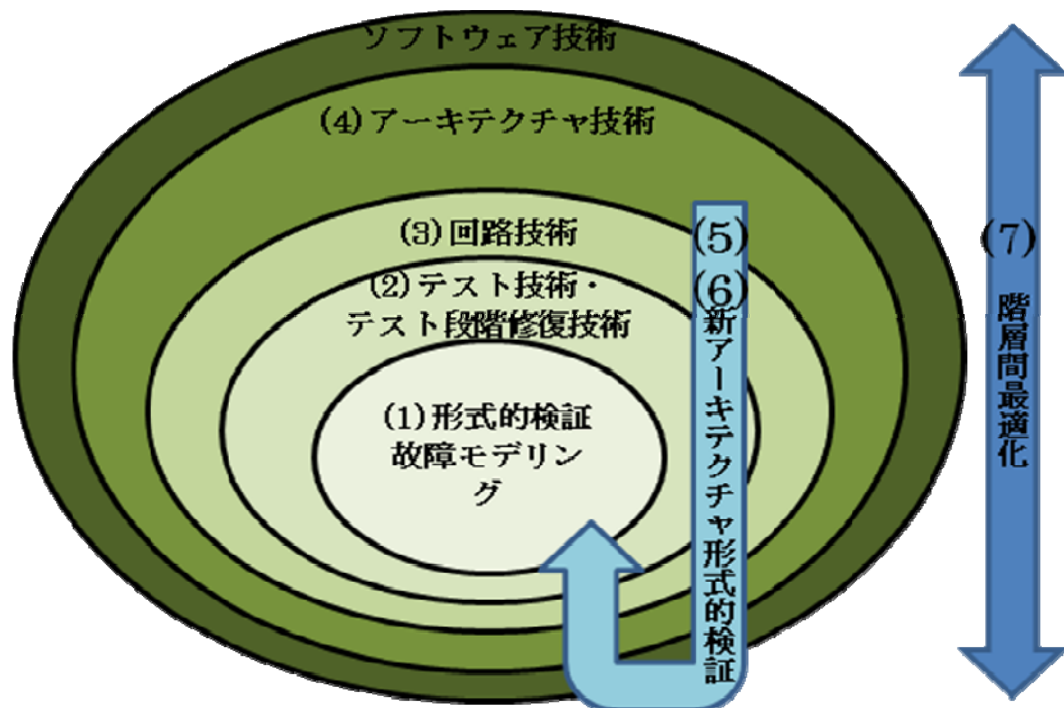 ソフトウェア技術
(4)アーキテクチャ技術
(3)回路技術
(2)テスト技術・
テスト段階修復技術
(1)形式的検証
故障モデリン
グ
(5)
(6)
新アーキテクチャ形式的検証
(7)
階層間最適化